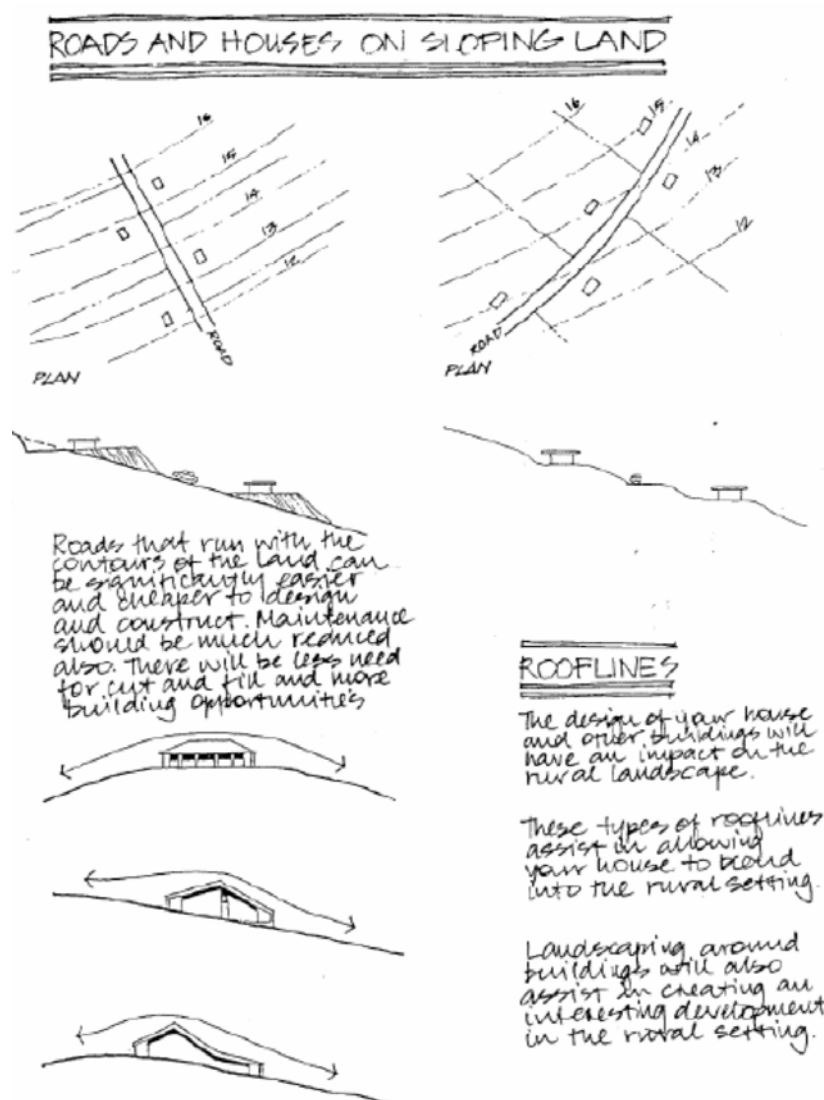 ROADS AND HOUSES ON SLOPING LAND
16
15
14
13
12
ROAD
PLAN
16
15
14
13
12
ROAD
PLAN
Roads that run with the
contours of the land can
be significantly easier
and cheaper to design
and construct. Maintenance
should be much reduced
also. There will be less need
for cut and fill and more
building opportunities
ROOFLINES
The design of your house
and other buildings will
have an impact on the
rural landscape.
These types of rooflines
assist in allowing
your house to blend
into the rural setting.
Landscaping around
buildings will also
assist in creating an
interesting development
in the rural setting.